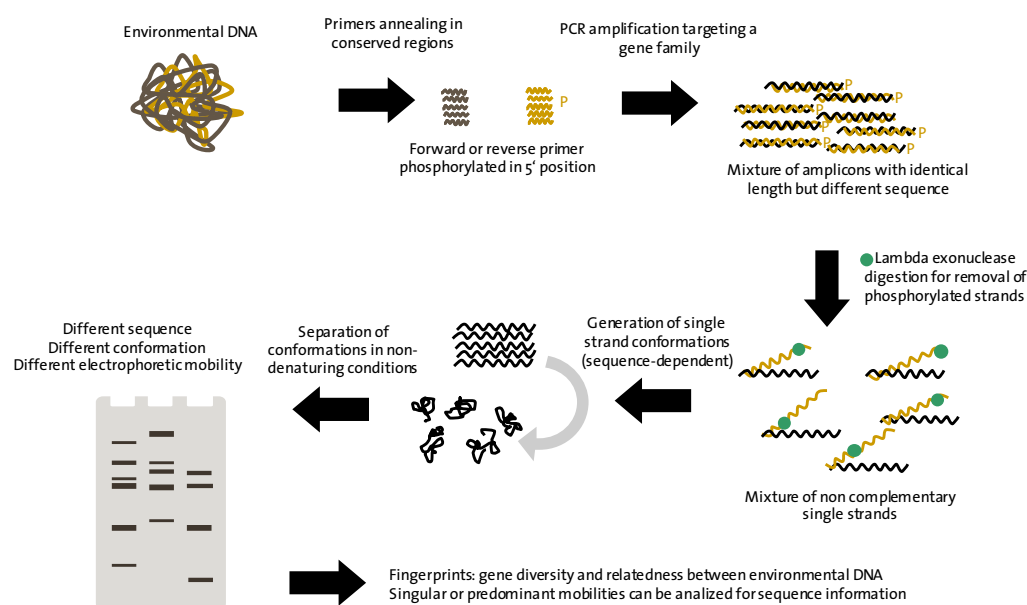 Environmental DNA
Primers annealing in
conserved regions
PCR amplification targeting a
gene family
P
Forward or reverse primer
phosphorylated in 5‘ position
P
P
P
P
P
P
P
Mixture of amplicons with identical
length but different sequence
Lambda exonuclease
digestion for removal of
phosphorylated strands
Mixture of non complementary
single strands
Generation of single
strand conformations
(sequence-dependent)
Separation of
conformations in non-
denaturing conditions
Different sequence
Different conformation
Different electrophoretic mobility
Fingerprints: gene diversity and relatedness between environmental DNA
Singular or predominant mobilities can be analized for sequence information